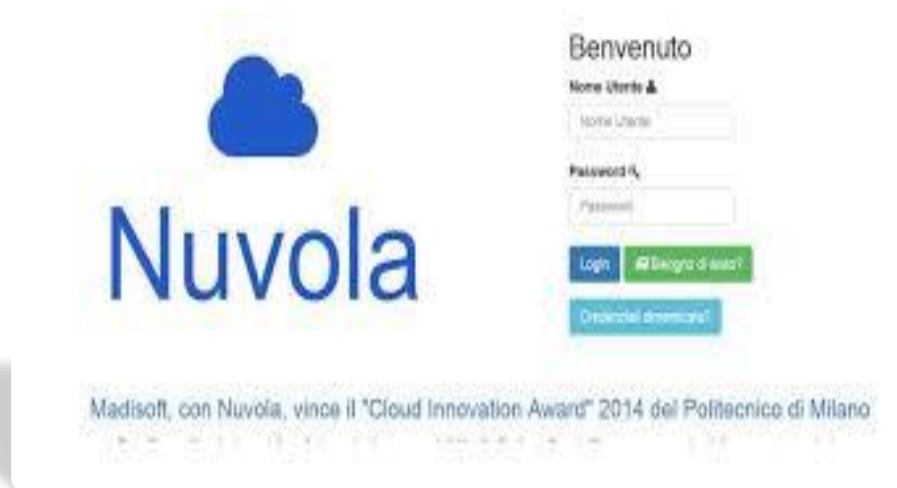 Nuvola
Benvenuto
Nome Utente
Nome Utente
Password
Password
Login
Bisogno di aiuto?
Credenziali dimenticate?
Madisoft, con Nuvola, vince il "Cloud Innovation Award" 2014 del Politecnico di Milano